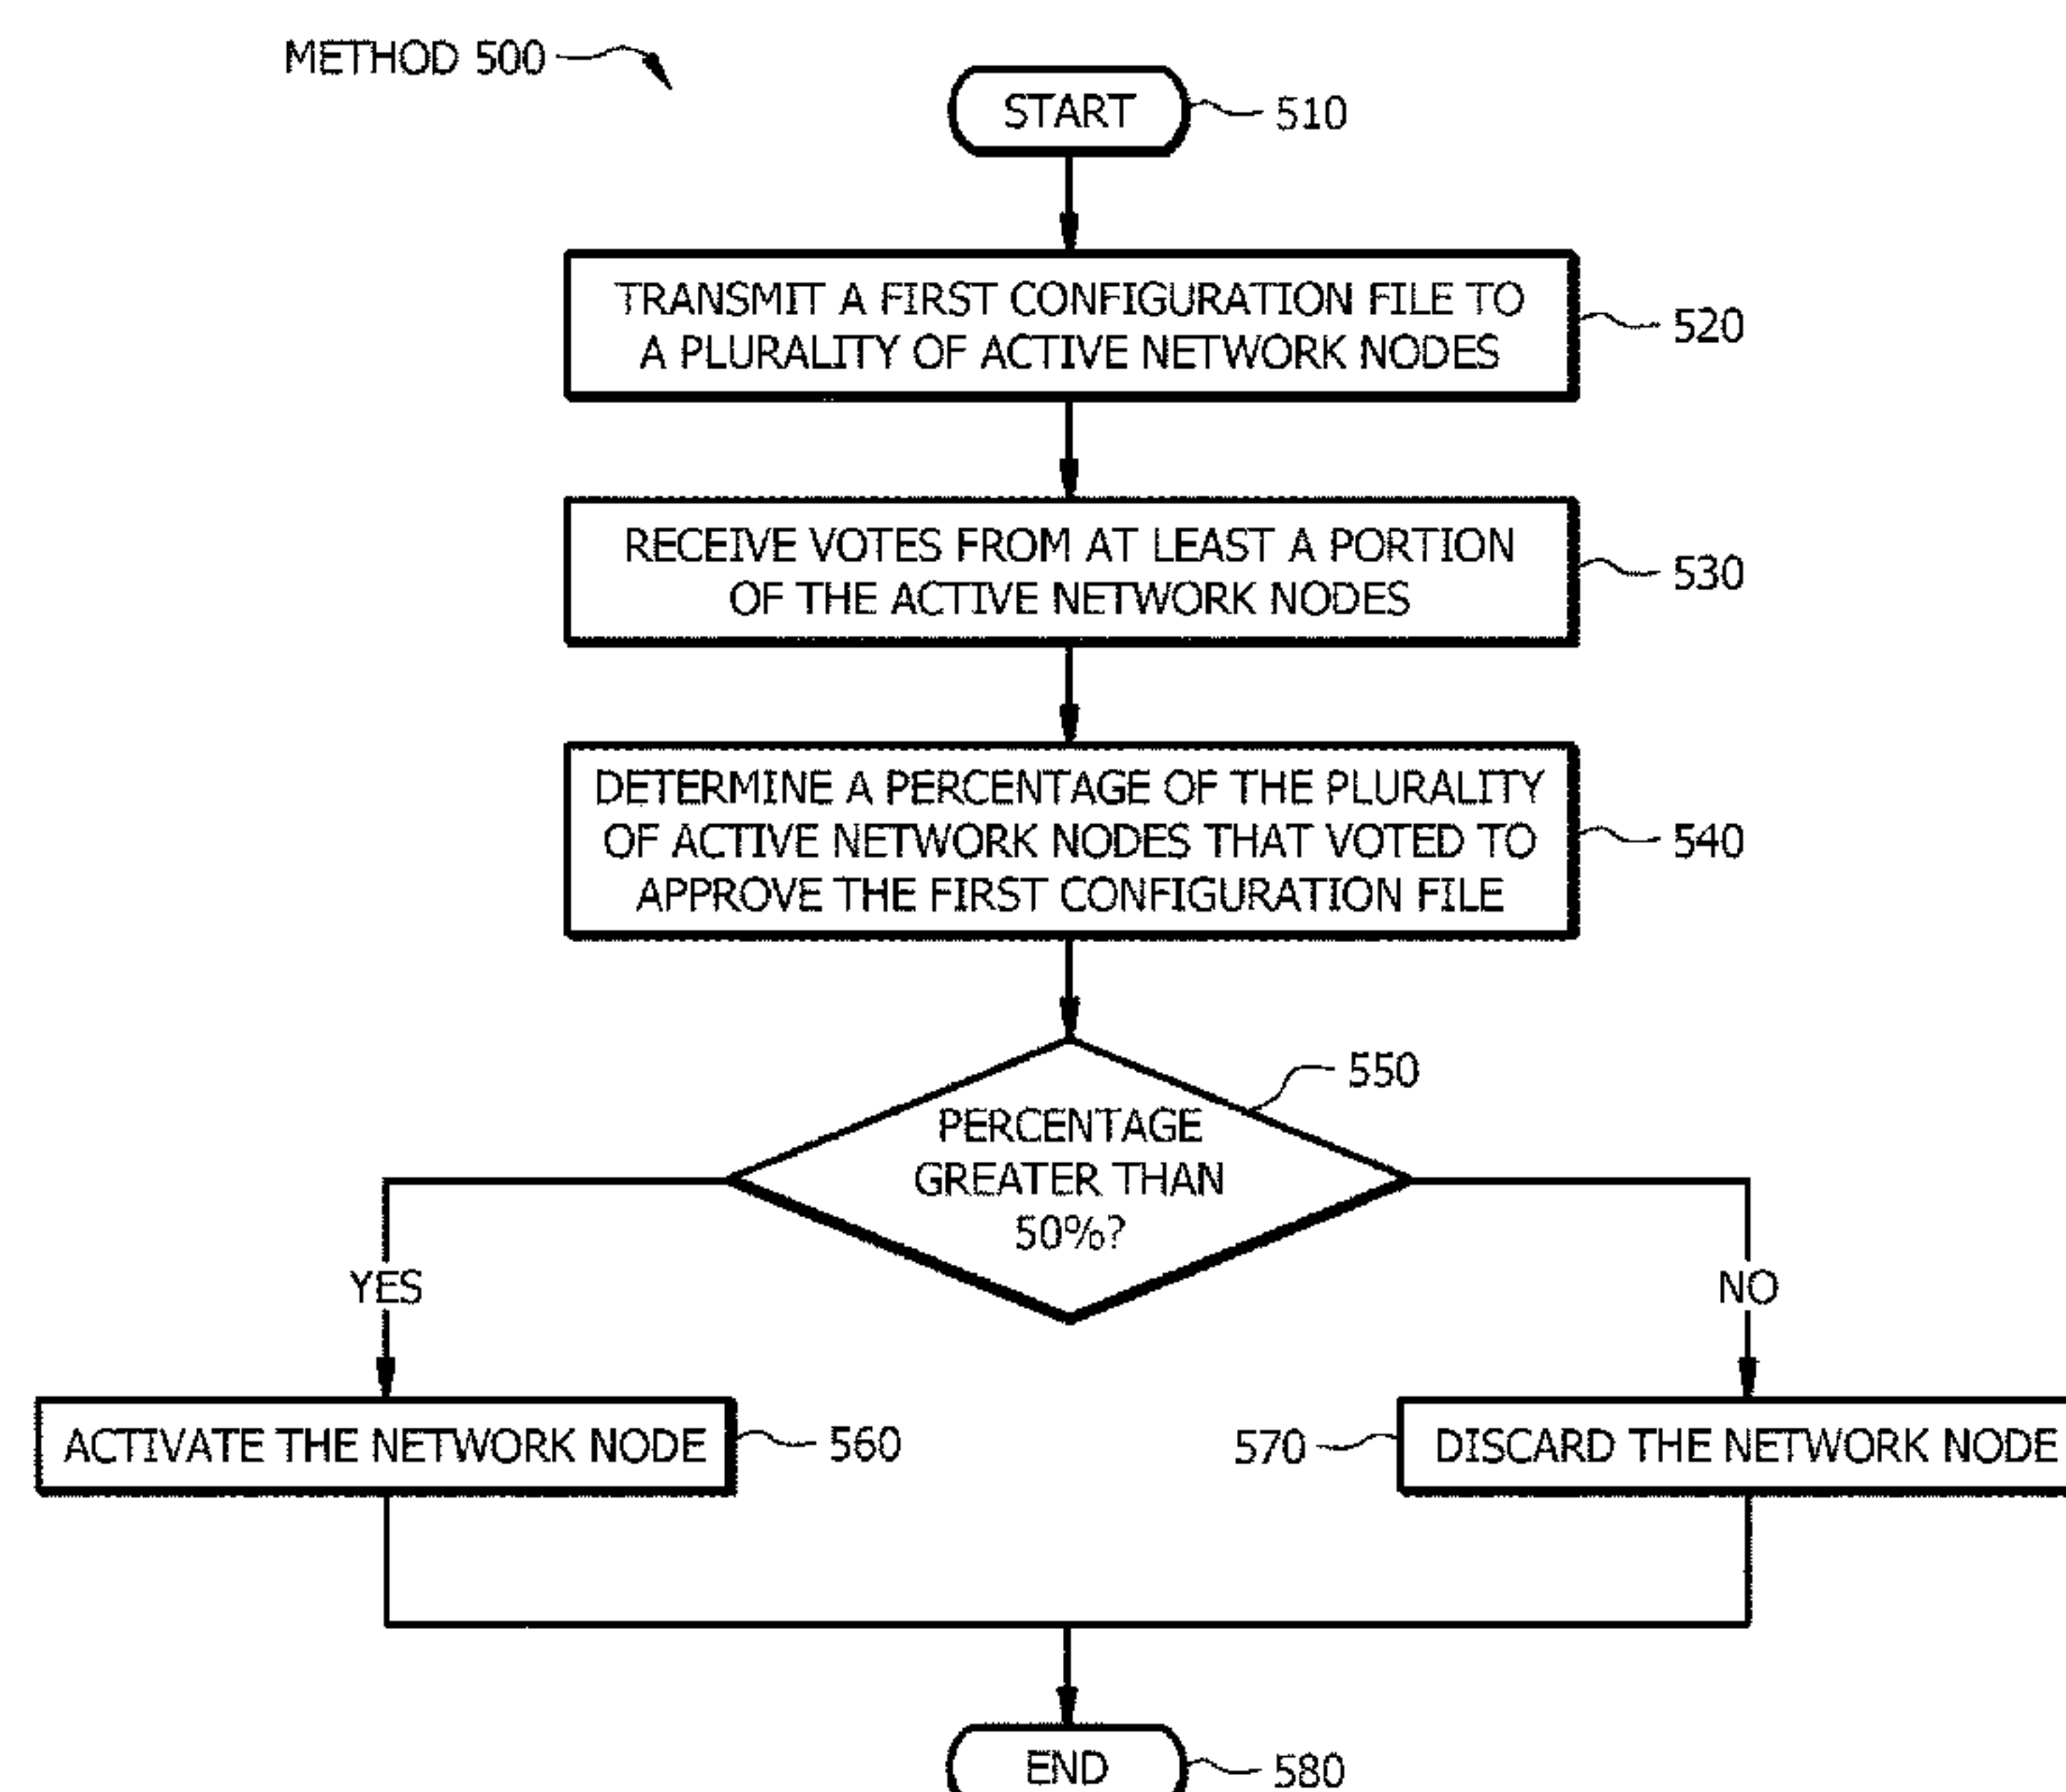 METHOD 500
START
510
TRANSMIT A FIRST CONFIGURATION FILE TO
A PLURALITY OF ACTIVE NETWORK NODES
520
RECEIVE VOTES FROM AT LEAST A PORTION
OF THE ACTIVE NETWORK NODES
530
DETERMINE A PERCENTAGE OF THE PLURALITY
OF ACTIVE NETWORK NODES THAT VOTED TO
APPROVE THE FIRST CONFIGURATION FILE
540
550
PERCENTAGE
GREATER THAN
50%?
YES
NO
ACTIVATE THE NETWORK NODE
560
570
DISCARD THE NETWORK NODE
END
580